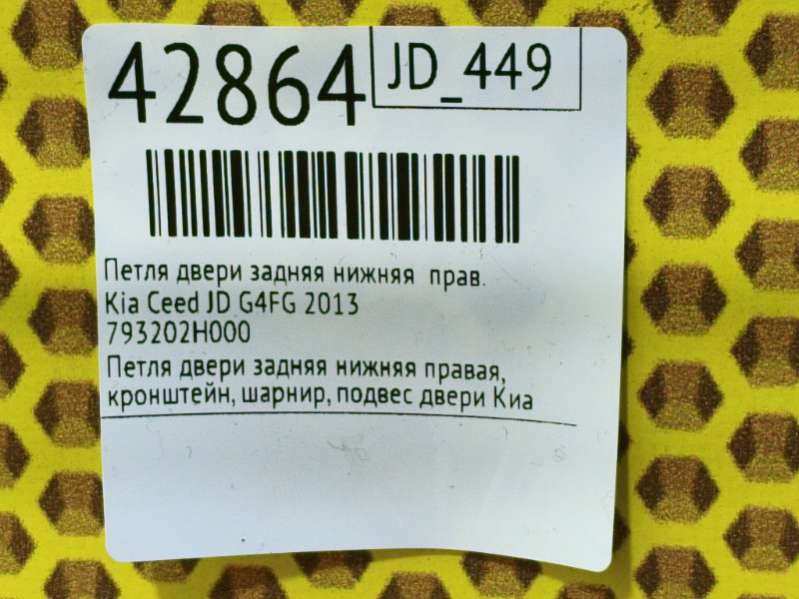 42864
JD_449
Петля двери задняя нижняя прав.
Kia Ceed JD G4FG 2013
793202H000
Петля двери задняя нижняя правая,
кронштейн, шарнир, подвес двери Киа